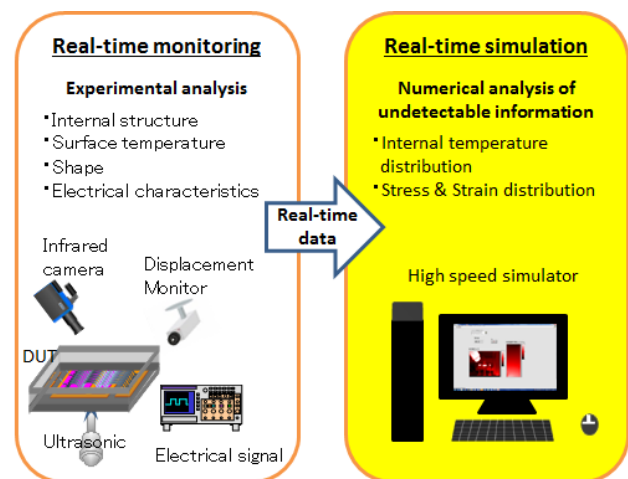 Real-time monitoring
Experimental analysis
・Internal structure
・Surface temperature
・Shape
・Electrical characteristics
Infrared
camera
Displacement
Monitor
DUT
Ultrasonic
Electrical signal
Real-time
data
Real-time simulation
Numerical analysis of
undetectable information
・Internal temperature
distribution
・Stress & Strain distribution
High speed simulator